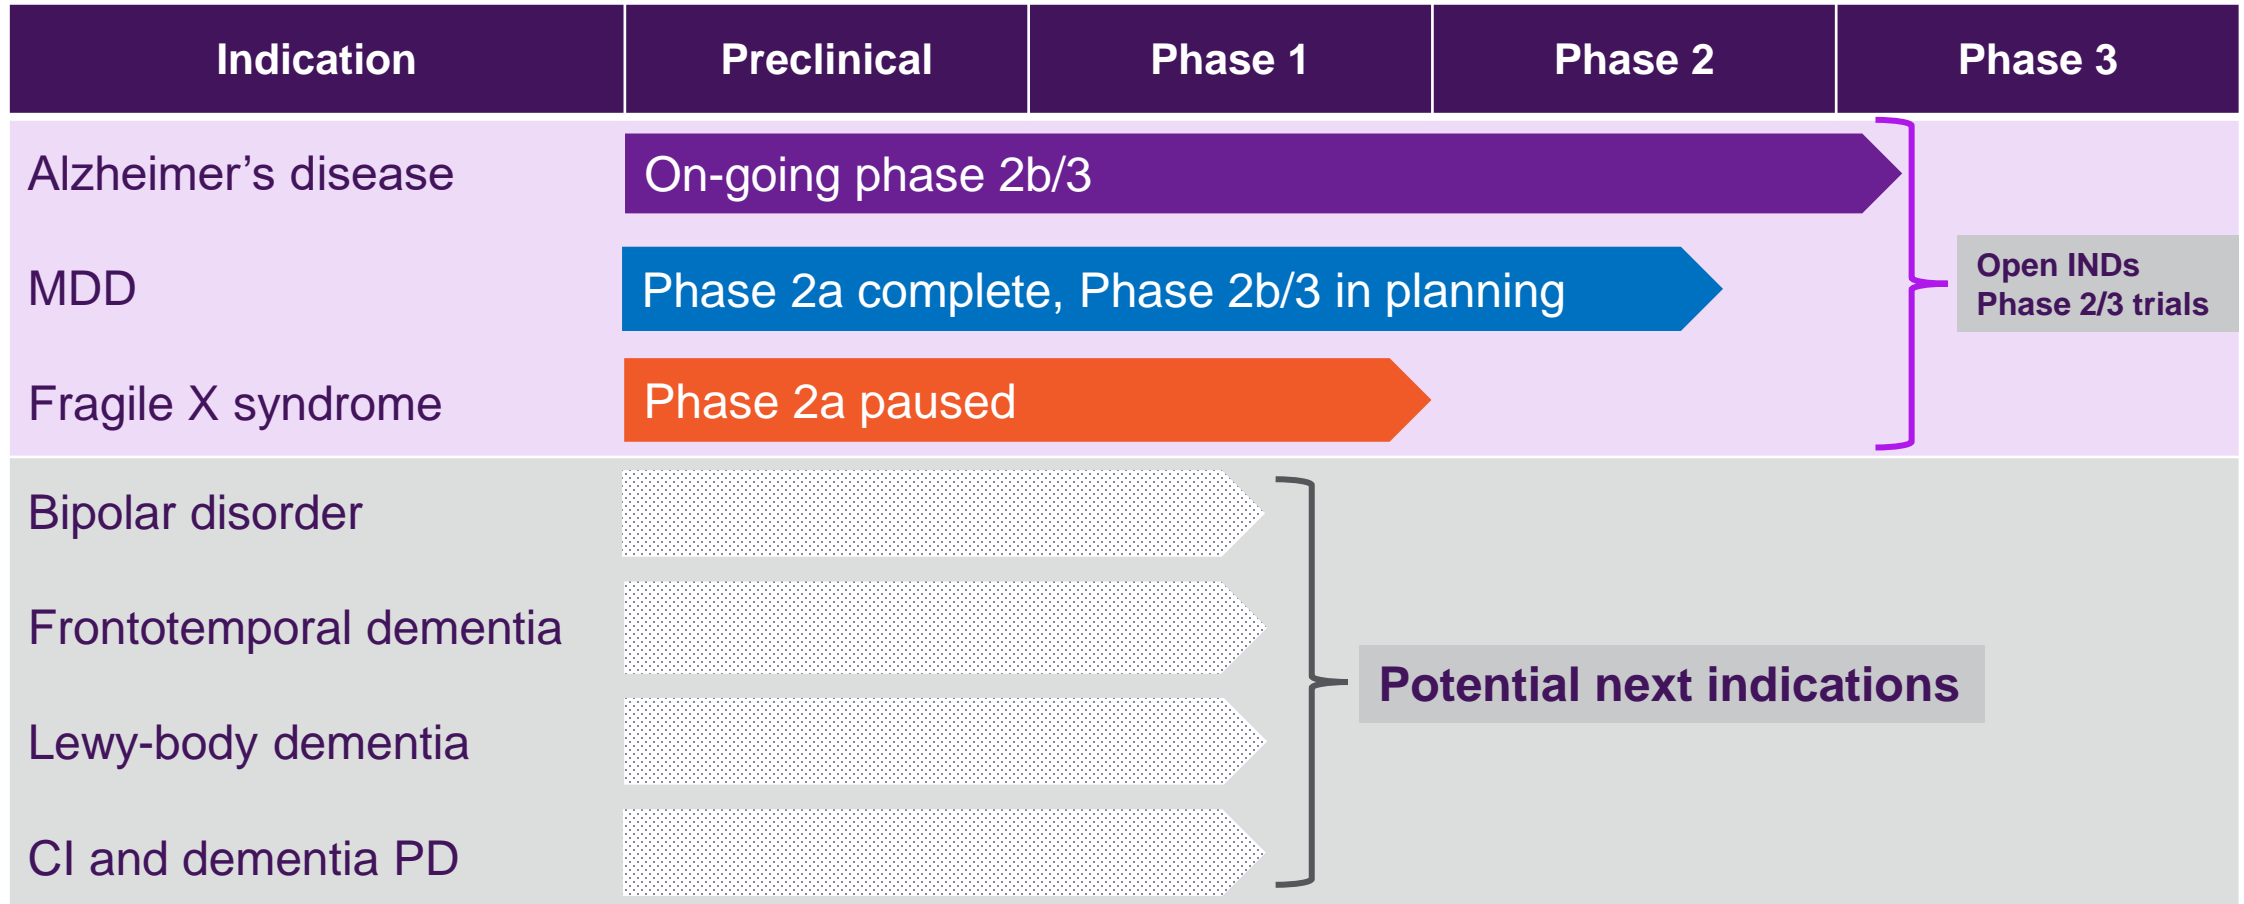 Indication Preclinical Phase 1 Phase 2 Phase 3
Alzheimer’s disease On-going phase 2b/3
MDD Phase 2a complete, Phase 2b/3 in planning
Open INDs
Phase 2/3 trials
Fragile X syndrome Phase 2a paused
Bipolar disorder
Frontotemporal dementia
Potential next indications
Lewy-body dementia
CI and dementia PD